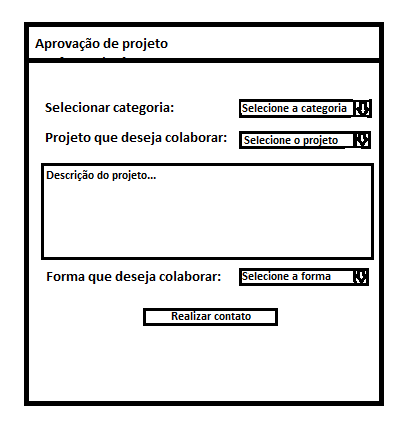 Aprovação de projeto
Selecionar categoria: Selecione a categoria
Projeto que deseja colaborar: Selecione o projeto
Descrição do projeto...
Forma que deseja colaborar: Selecione a forma
Realizar contato